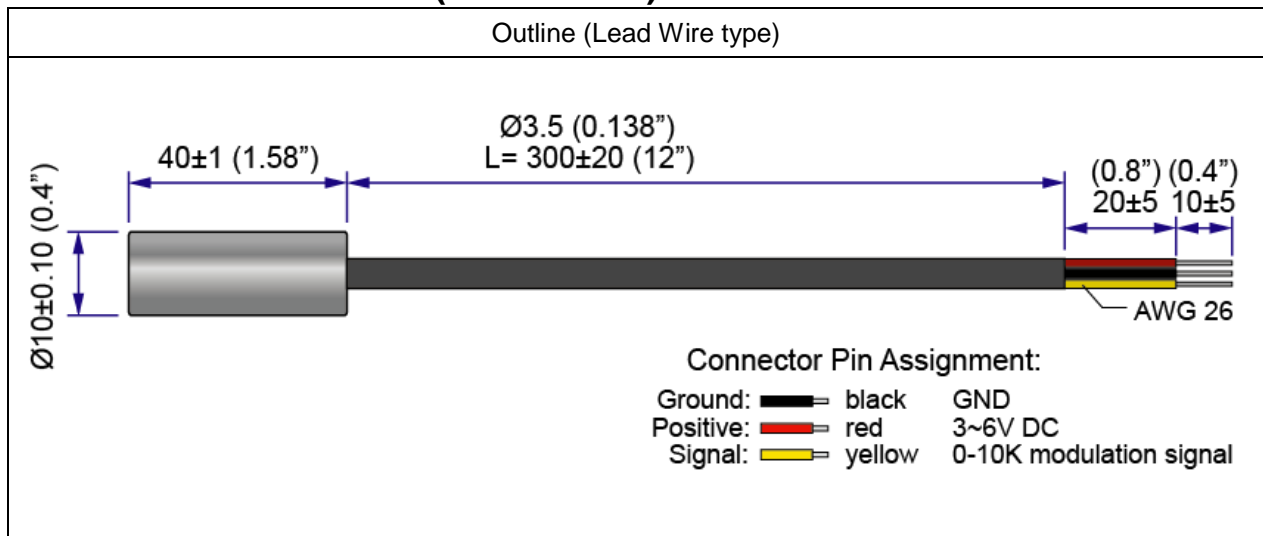 Outline (Lead Wire type)
Ø3.5 (0.138”)
40±1 (1.58”)
L= 300±20 (12”)
(0.8”) (0.4”)
20±5 10±5
Ø10±0.10 (0.4”)
AWG 26
Connector Pin Assignment:
Ground: black GND
Positive: red 3~6V DC
Signal: yellow 0-10K modulation signal